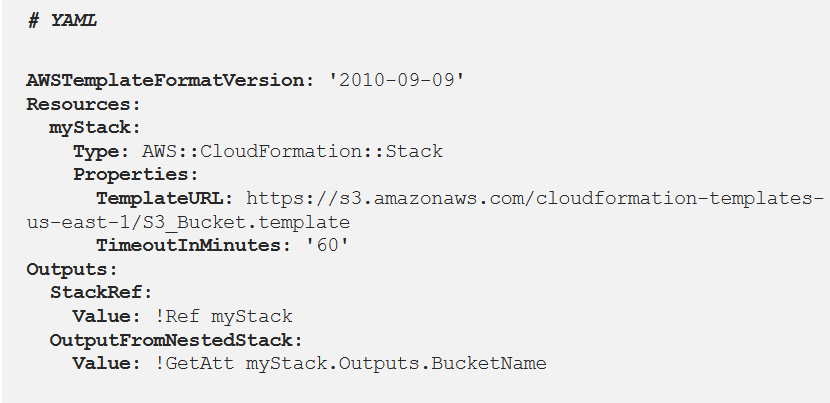 # YAML
AWSTemplateFormatVersion: '2010-09-09'
Resources:
  myStack:
    Type: AWS::CloudFormation::Stack
    Properties:
      TemplateURL: https://s3.amazonaws.com/cloudformation-templates-
us-east-1/S3_Bucket.template
      TimeoutInMinutes: '60'
Outputs:
  StackRef:
    Value: !Ref myStack
  OutputFromNestedStack:
    Value: !GetAtt myStack.Outputs.BucketName